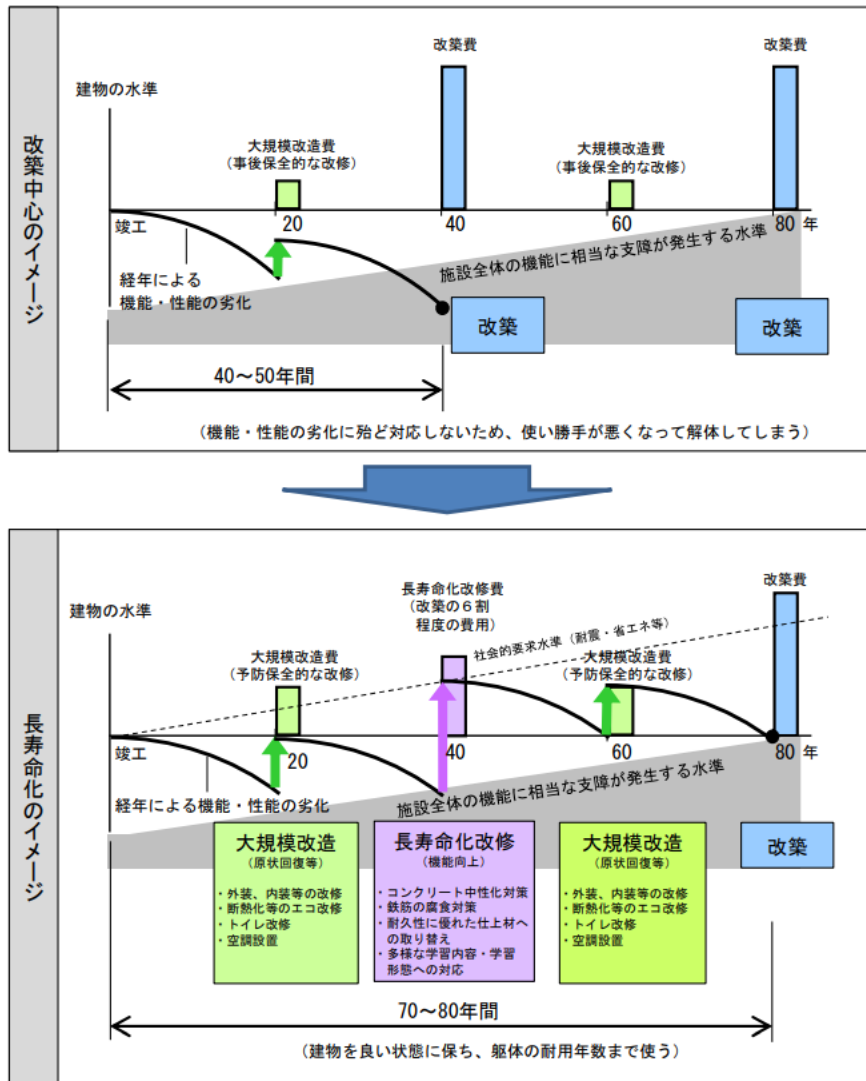 改築中心のイメージ
建物の水準
改築費
改築費
大規模改造費
(事後保全的な改修)
大規模改造費
(事後保全的な改修)
竣工
20
40
60
80 年
経年による
機能・性能の劣化
施設全体の機能に相当な支障が発生する水準
改築
改築
40~50年間
(機能・性能の劣化に殆ど対応しないため、使い勝手が悪くなって解体してしまう)
長寿命化のイメージ
建物の水準
長寿命化改修費
(改築の6割
程度の費用)
改築費
社会的要求水準(耐震・省エネ等)
大規模改造費
(予防保全的な改修)
大規模改造費
(予防保全的な改修)
竣工
20
40
60
80 年
経年による機能・性能の劣化
施設全体の機能に相当な支障が発生する水準
大規模改造
(原状回復等)
・外装、内装等の改修
・断熱化等のエコ改修
・トイレ改修
・空調設置
長寿命化改修
(機能向上)
・コンクリート中性化対策
・鉄筋の腐食対策
・耐久性に優れた仕上材へ
の取り替え
・多様な学習内容・学習
形態への対応
大規模改造
(原状回復等)
・外装、内装等の改修
・断熱化等のエコ改修
・トイレ改修
・空調設置
改築
70~80年間
(建物を良い状態に保ち、躯体の耐用年数まで使う)